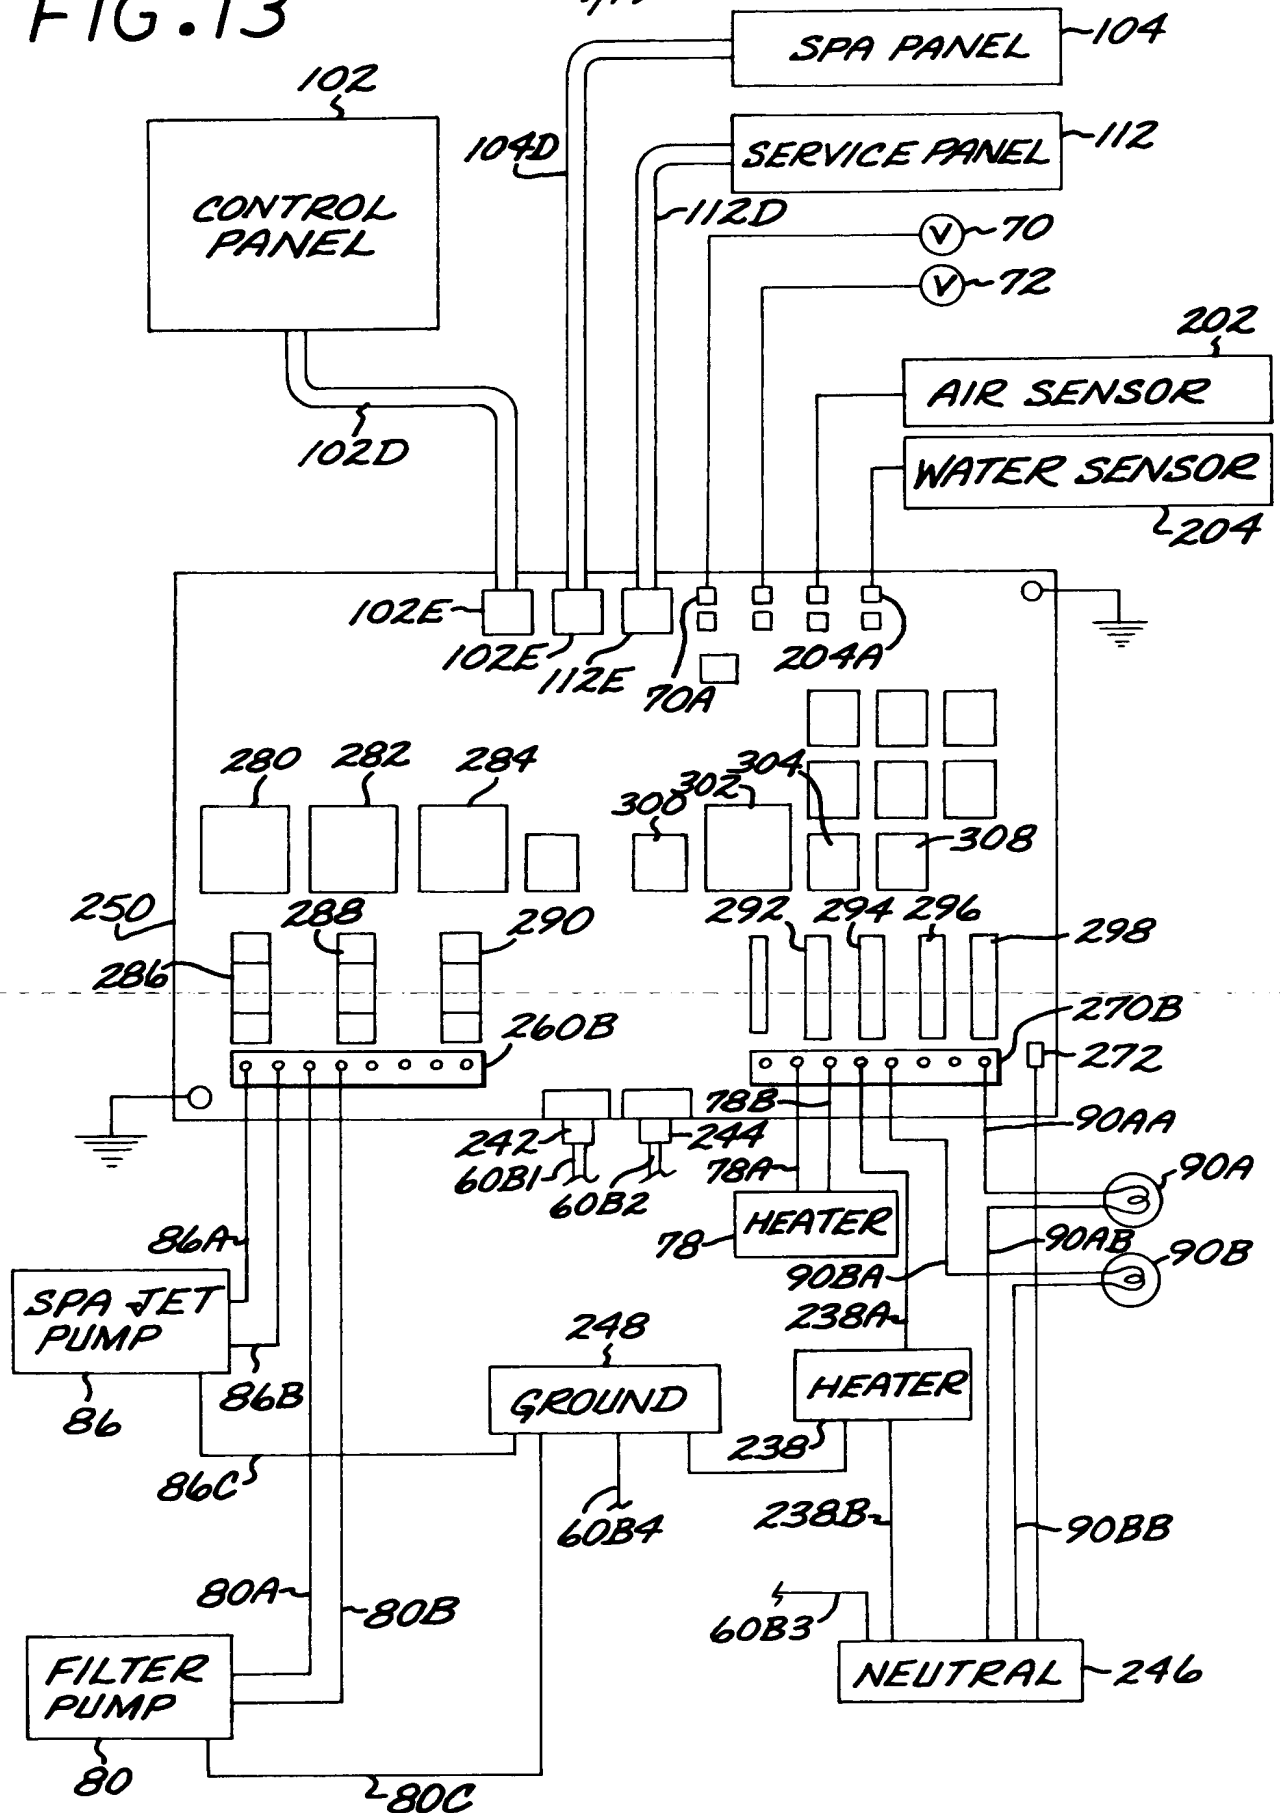 FIG.13
SPA PANEL
104
102
104D
SERVICE PANEL
112
CONTROL
PANEL
112D
V
70
V
72
202
AIR SENSOR
102D
WATER SENSOR
204
102E
102E
112E
70A
204A
280
282
284
300
302
304
308
250
288
290
292
294
296
298
286
260B
270B
272
78B
242
244
90AA
60B1
60B2
78A
90A
86A
78
HEATER
90AB
90B
90BA
SPA JET
PUMP
248
238A
86B
GROUND
HEATER
86
238
86C
60B4
238B
90BB
80A
80B
60B3
FILTER
PUMP
NEUTRAL
246
80
80C